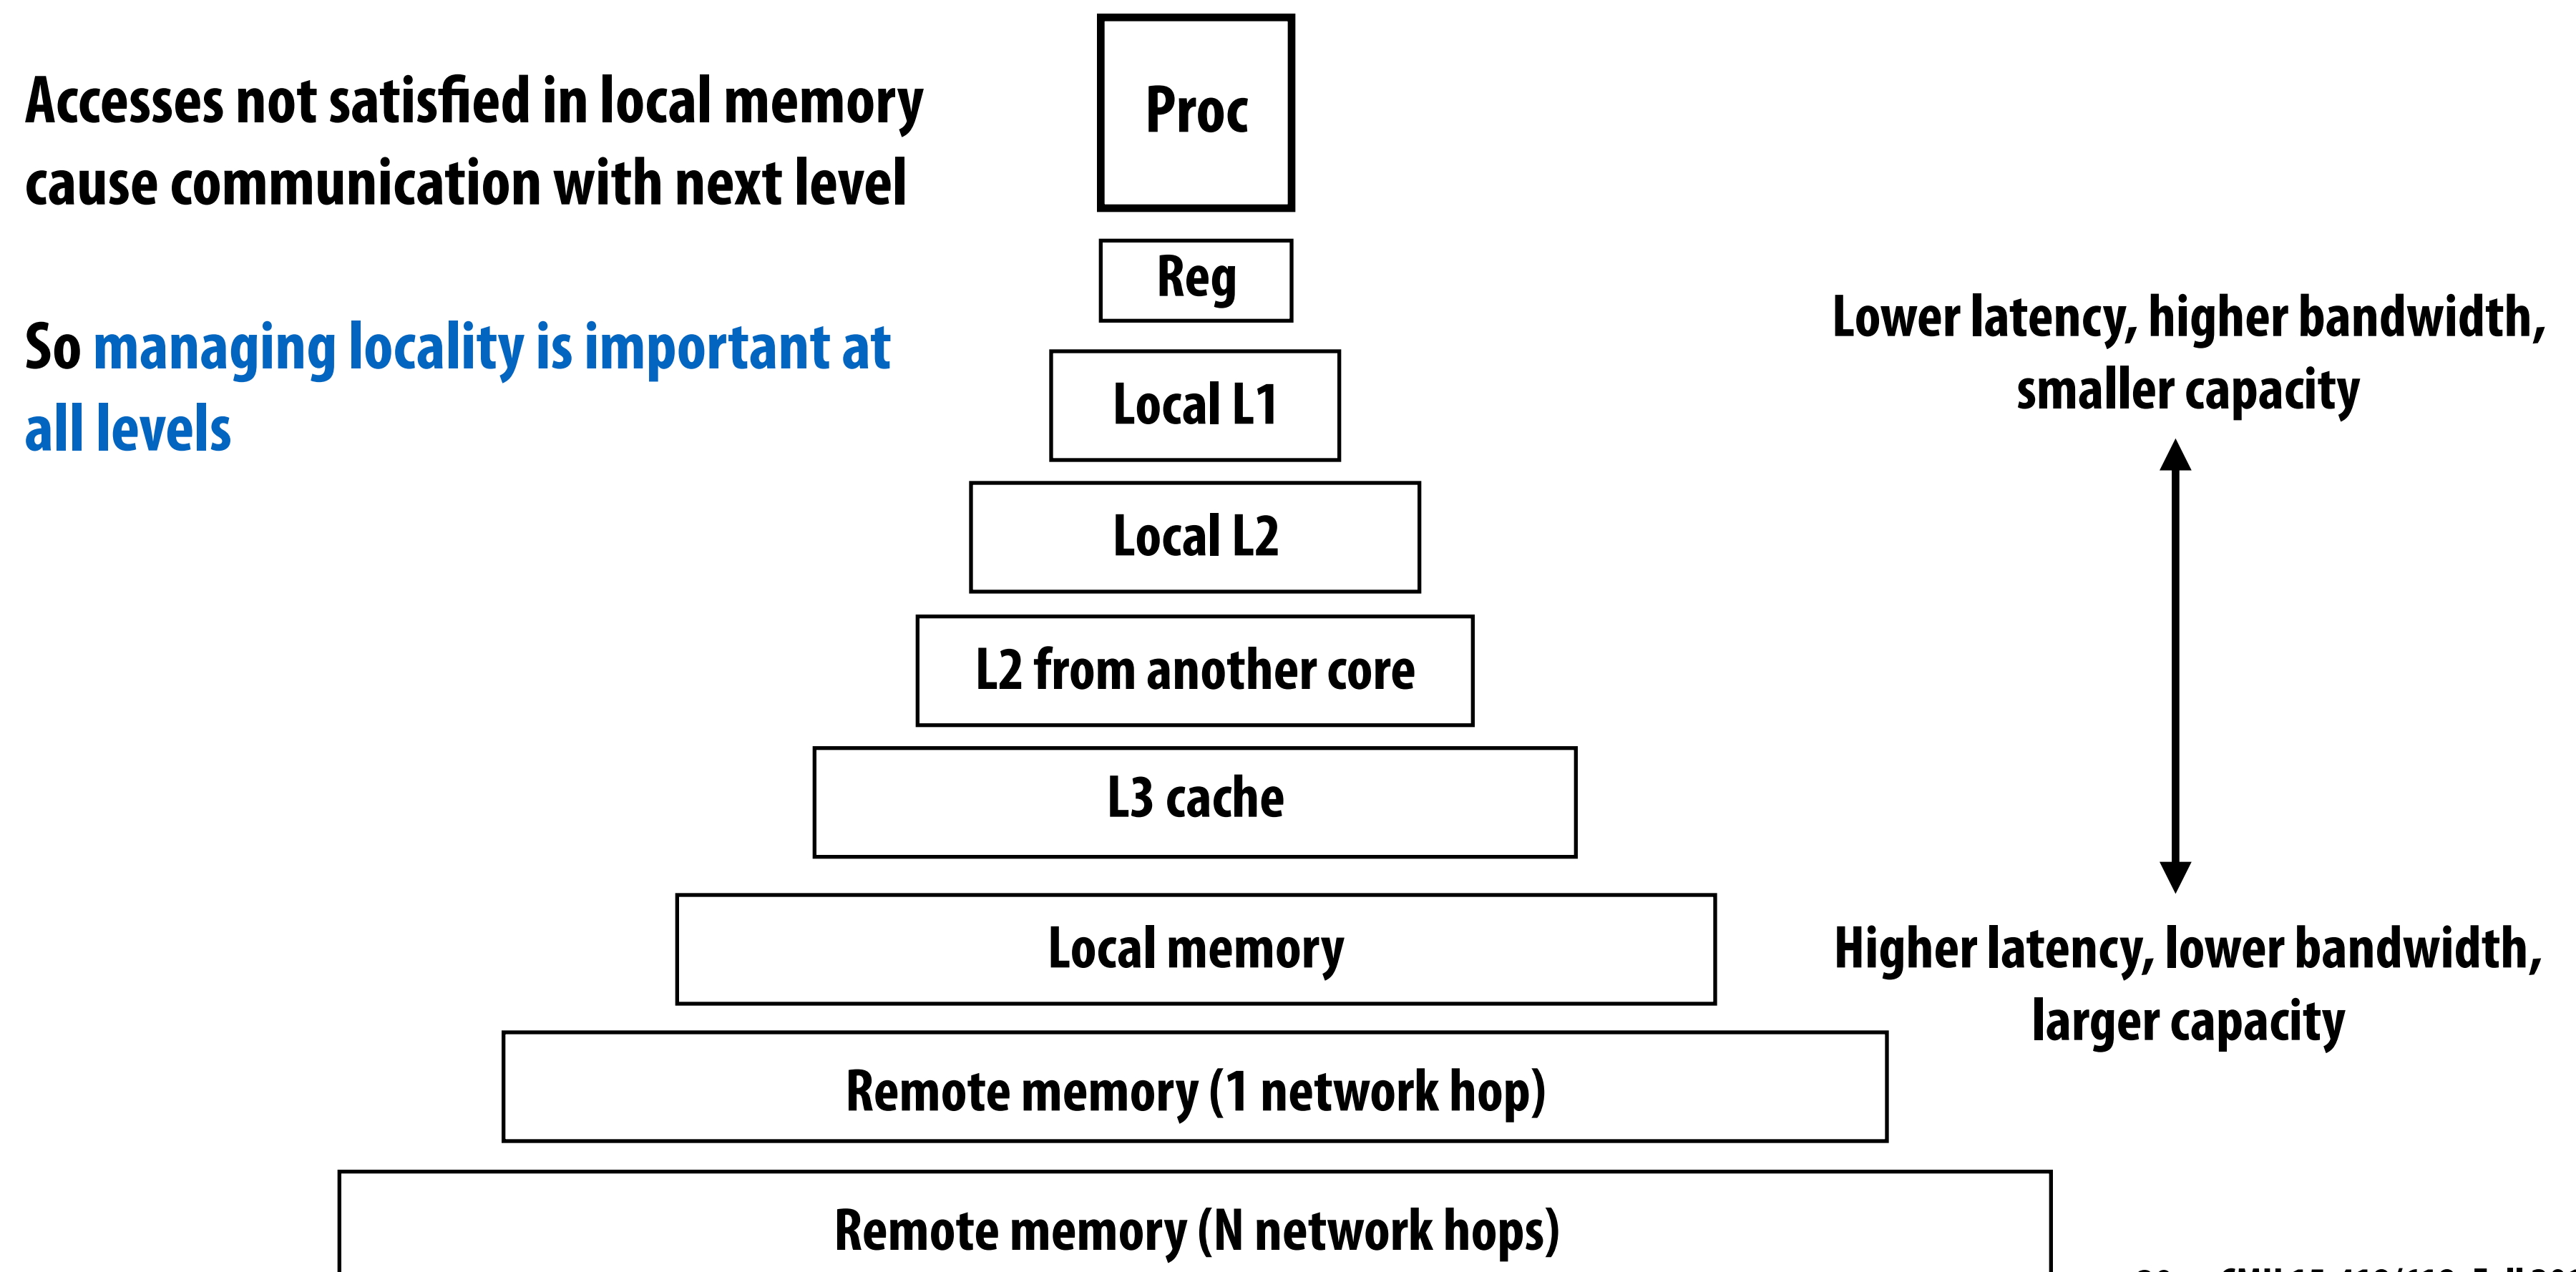 Accesses not satisfied in local memory
cause communication with next level
So managing locality is important at
all levels
Proc
Reg
Local L1
Local L2
L2 from another core
L3 cache
Local memory
Remote memory (1 network hop)
Remote memory (N network hops)
Lower latency, higher bandwidth,
smaller capacity
Higher latency, lower bandwidth,
larger capacity